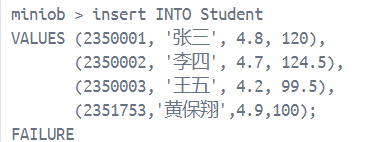 miniob > insert INTO Student
VALUES (2350001, '张三', 4.8, 120),
(2350002, '李四', 4.7, 124.5),
(2350003, '王五', 4.2, 99.5),
(2351753,'黄保翔',4.9,100);
FAILURE